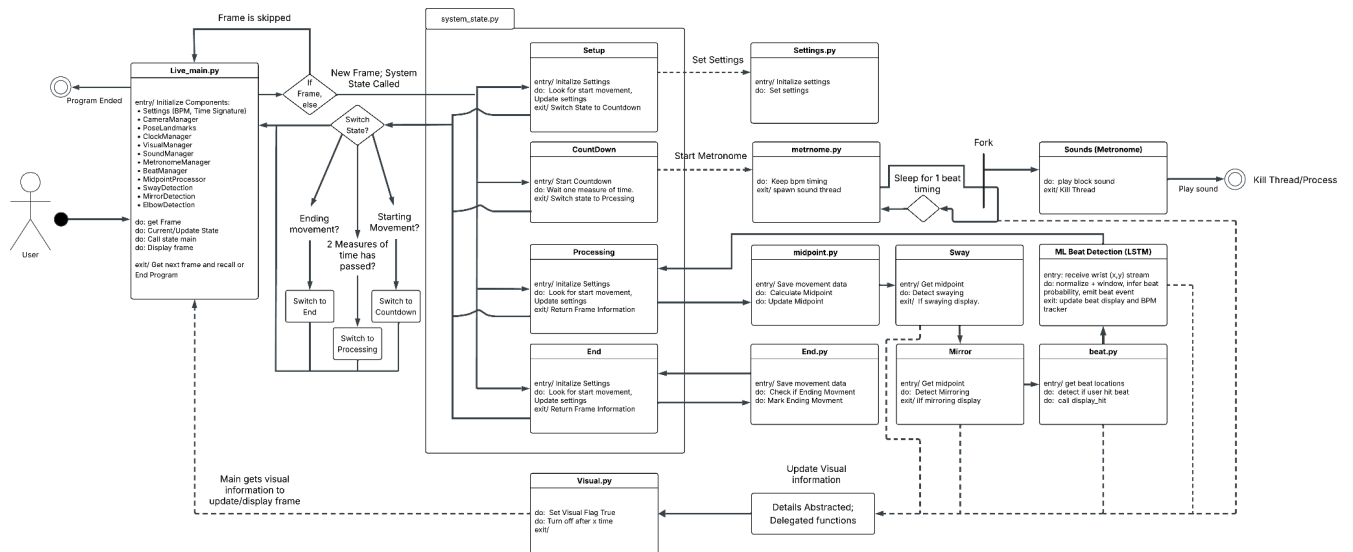 Frame is skipped
system_state.py
Live_main.py
entry/ Initialize Components:
• Settings (BPM, Time Signature)
• CameraManager
• PoseLandmarks
• ClockManager
• VisualManager
• SoundManager
• MetronomeManager
• BeatManager
• MidpointProcessor
• SwayDetection
• MirrorDetection
• ElbowDetection
do: get Frame
do: Current/Update State
do: Call state main
do: Display frame
exit/ Get next frame and recall or
End Program
Program Ended
User
If
Frame,
else
New Frame; System
State Called
Switch
State?
Ending
movement?
2 Measures of
time has
passed?
Starting
Movement?
Switch to
End
Switch to
Processing
Switch to
Countdown
Setup
entry/ Initalize Settings
do: Look for start movement,
Update settings
exit/ Switch State to Countdown
Set Settings
Settings.py
entry/ Initalize settings
do: Set settings
CountDown
entry/ Start Countdown
do: Wait one measure of time.
exit/ Switch state to Prcessing
Start Metronome
metrnome.py
do: Keep bpm timing
exit/ spawn sound thread
Sleep for 1 beat
timing
Fork
Sounds (Metronome)
do: play block sound
exit/ Kill Thread
Play sound
Kill Thread/Process
Processing
entry/ Initalize Settings
do: Look for start movement,
Update settings
exit/ Return Frame Information
midpoint.py
entry/ Save movement data
do: Calculate Midpoint
do: Update Midpoint
Sway
entry/ Get midpoint
do: Detect swaying
exit/ If swaying display.
ML Beat Detection (LSTM)
entry: receive wrist (x,y) stream
do: normalize + window, infer beat
probability, emit beat event
exit: update beat display and BPM
tracker
End
entry/ Initalize Settings
do: Look for start movement,
Update settings
exit/ Return Frame Information
End.py
entry/ Save movement data
do: Check if Ending Movment
do: Mark Ending Movment
Mirror
entry/ Get midpoint
do: Detect Mirroring
exit/ iIf mirroring display
beat.py
entry/ get beat locations
do: detect if user hit beat
do: call display_hit
Main gets visual
information to
update/display frame
Visual.py
do: Set Visual Flag True
do: Turn off after x time
exit/
Update Visual
information
Details Abstracted;
Delegated functions